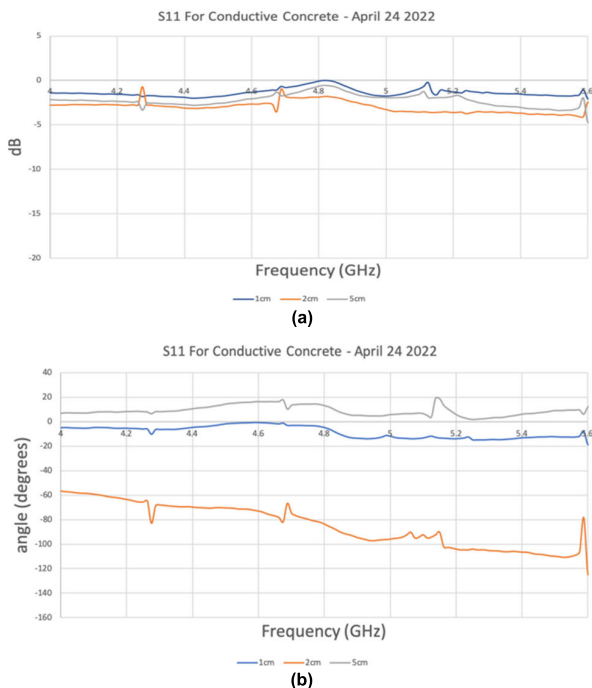 S11 For Conductive Concrete - April 24 2022
5
0
4 4.2 4.4 4.6 4.8 5 5.2 5.4 5.6
-5
-10
-15
-20
dB
Frequency (GHz)
1cm 2cm 5cm
(a)
S11 For Conductive Concrete - April 24 2022
40
20
0
4 4.2 4.4 4.6 4.8 5 5.2 5.4 5.6
-20
-40
-60
-80
-100
-120
-140
-160
angle (degrees)
Frequency (GHz)
1cm 2cm 5cm
(b)